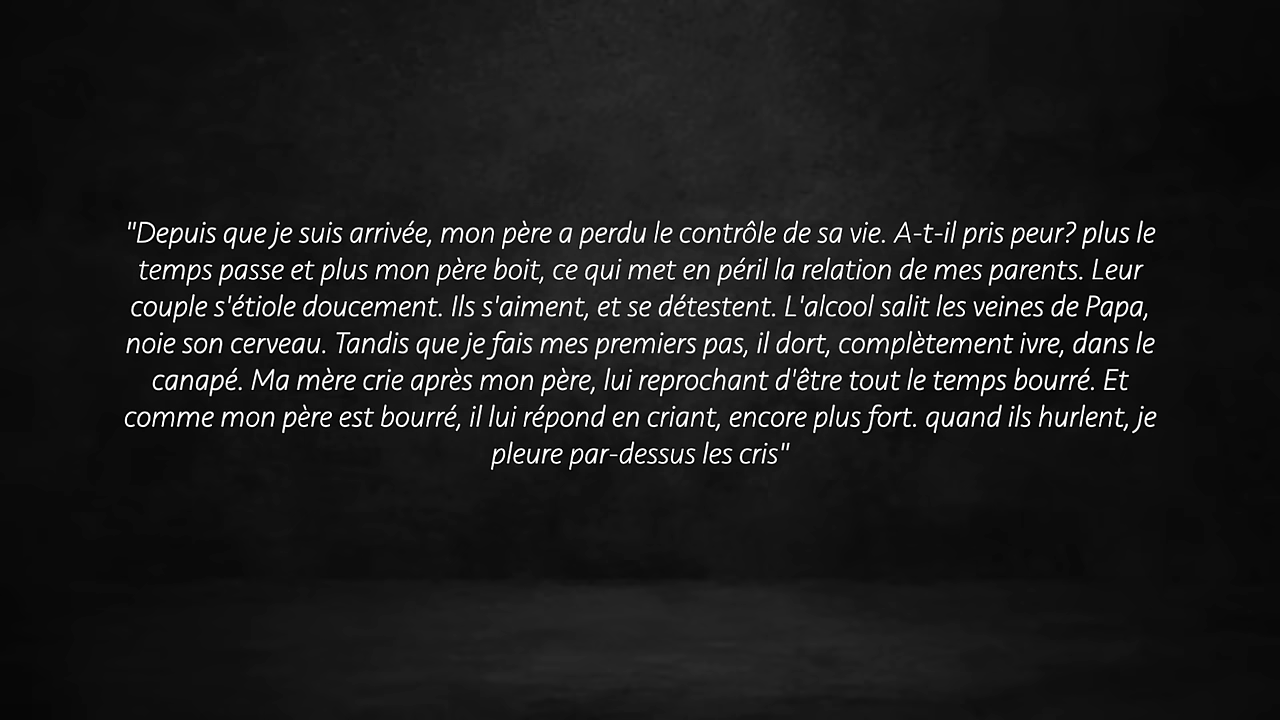 "Depuis que je suis arrivée, mon père a perdu le contrôle de sa vie. A-t-il pris peur? plus le
temps passe et plus mon père boit, ce qui met en péril la relation de mes parents. Leur
couple s'étiole doucement. Ils s'aiment, et se détestent. L'alcool salit les veines de Papa,
noie son cerveau. Tandis que je fais mes premiers pas, il dort, complètement ivre, dans le
canapé. Ma mère crie après mon père, lui reprochant d'être tout le temps bourré. Et
comme mon père est bourré, il lui répond en criant, encore plus fort. quand ils hurlent, je
pleure par-dessus les cris"